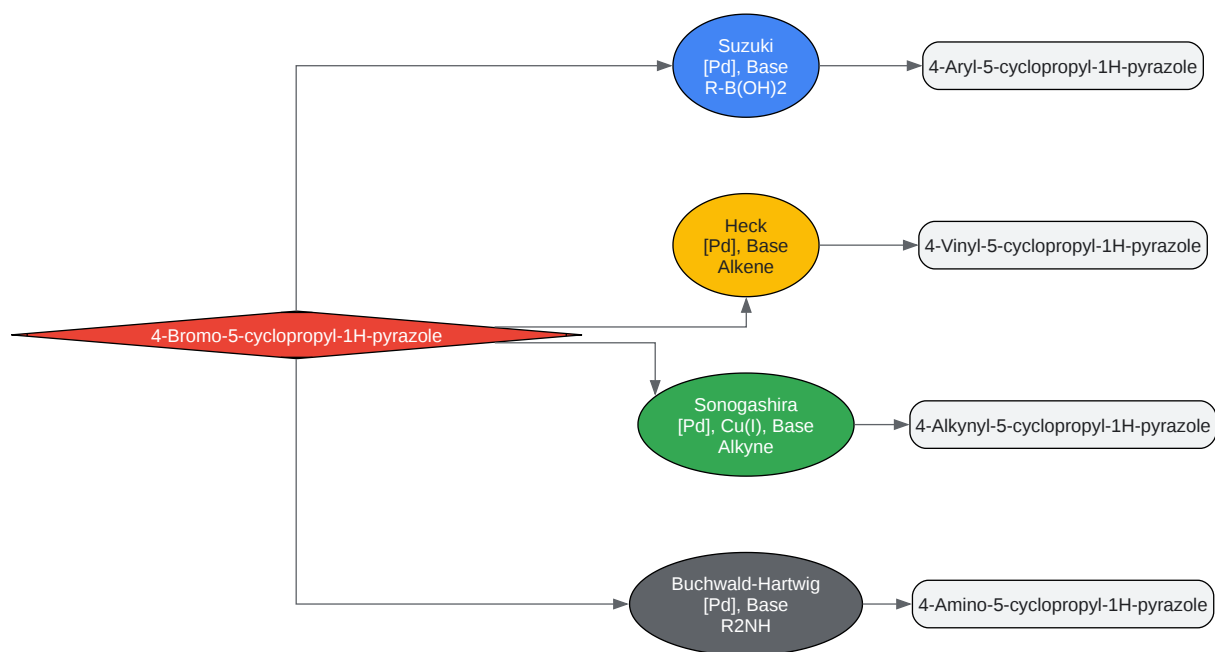 Suzuki
[Pd], Base
R-B(OH)2
4-Aryl-5-cyclopropyl-1H-pyrazole
Heck
[Pd], Base
Alkene
4-Vinyl-5-cyclopropyl-1H-pyrazole
4-Bromo-5-cyclopropyl-1H-pyrazole
Sonogashira
[Pd], Cu(I), Base
Alkyne
4-Alkynyl-5-cyclopropyl-1H-pyrazole
Buchwald-Hartwig
[Pd], Base
R2NH
4-Amino-5-cyclopropyl-1H-pyrazole